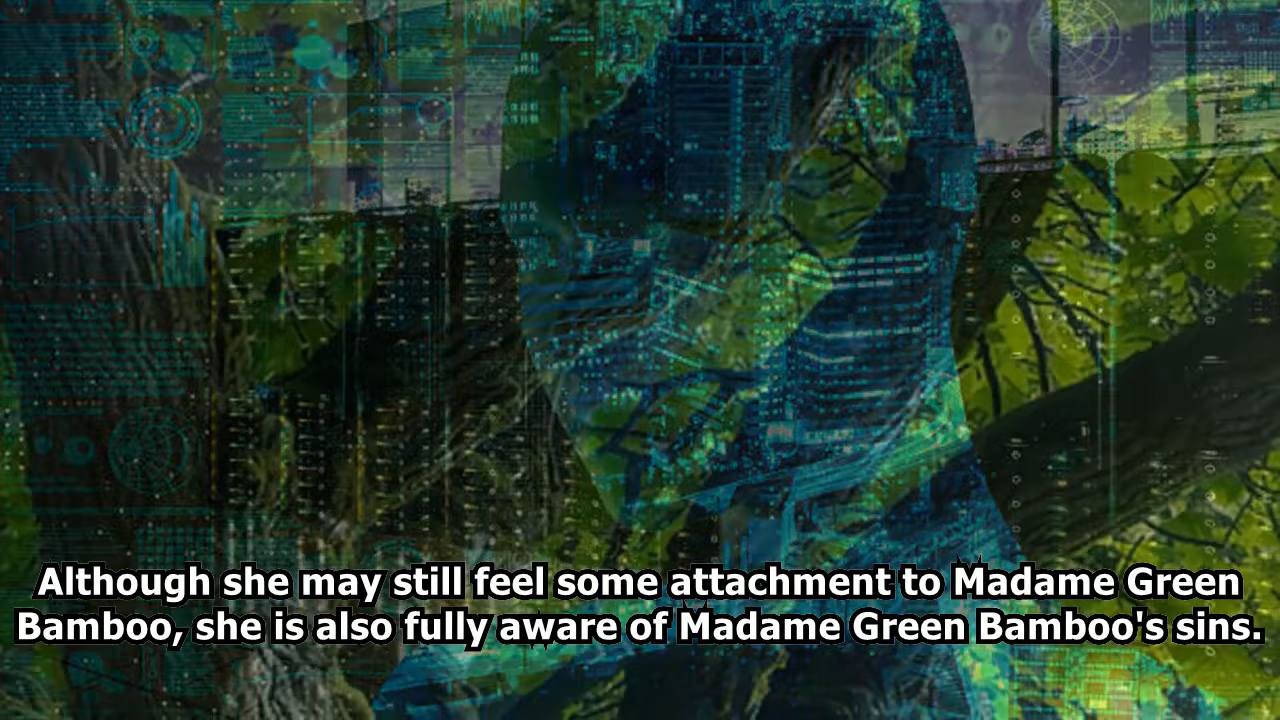 Although she may still feel some attachment to Madame Green
Bamboo, she is also fully aware of Madame Green Bamboo's sins.